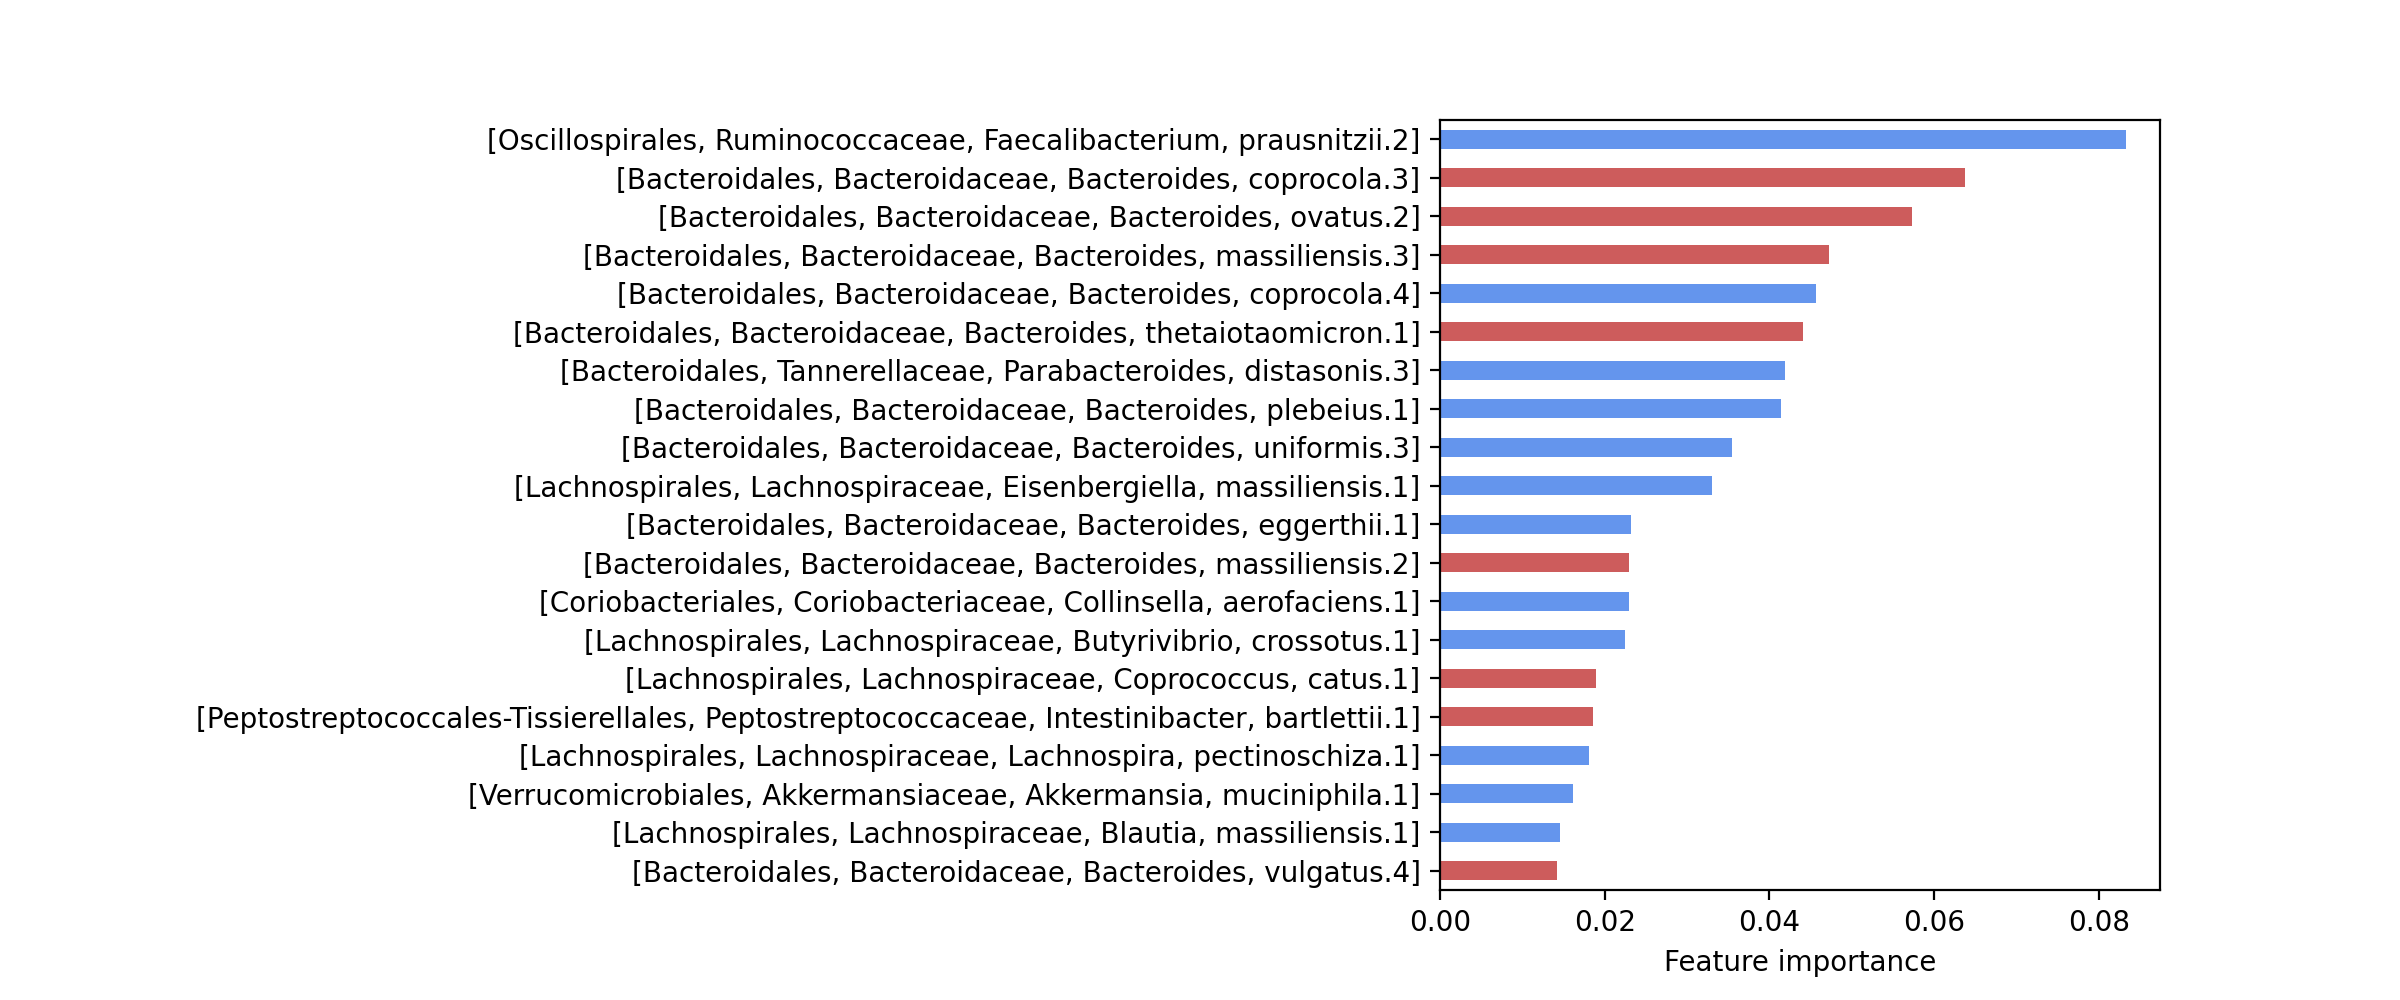 [Oscillospirales, Ruminococcaceae, Faecalibacterium, prausnitzii.2]
[Bacteroidales, Bacteroidaceae, Bacteroides, coprocola.3]
[Bacteroidales, Bacteroidaceae, Bacteroides, ovatus.2]
[Bacteroidales, Bacteroidaceae, Bacteroides, massiliensis.3]
[Bacteroidales, Bacteroidaceae, Bacteroides, coprocola.4]
[Bacteroidales, Bacteroidaceae, Bacteroides, thetaiotaomicron.1]
[Bacteroidales, Tannerellaceae, Parabacteroides, distasonis.3]
[Bacteroidales, Bacteroidaceae, Bacteroides, plebeius.1]
[Bacteroidales, Bacteroidaceae, Bacteroides, uniformis.3]
[Lachnospirales, Lachnospiraceae, Eisenbergiella, massiliensis.1]
[Bacteroidales, Bacteroidaceae, Bacteroides, eggerthii.1]
[Bacteroidales, Bacteroidaceae, Bacteroides, massiliensis.2]
[Coriobacteriales, Coriobacteriaceae, Collinsella, aerofaciens.1]
[Lachnospirales, Lachnospiraceae, Butyrivibrio, crossotus.1]
[Lachnospirales, Lachnospiraceae, Coprococcus, catus.1]
[Peptostreptococcales-Tissierellales, Peptostreptococcaceae, Intestinibacter, bartlettii.1]
[Lachnospirales, Lachnospiraceae, Lachnospira, pectinoschiza.1]
[Verrucomicrobiales, Akkermansiaceae, Akkermansia, muciniphila.1]
[Lachnospirales, Lachnospiraceae, Blautia, massiliensis.1]
[Bacteroidales, Bacteroidaceae, Bacteroides, vulgatus.4]
0.00 0.02 0.04 0.06 0.08
Feature importance